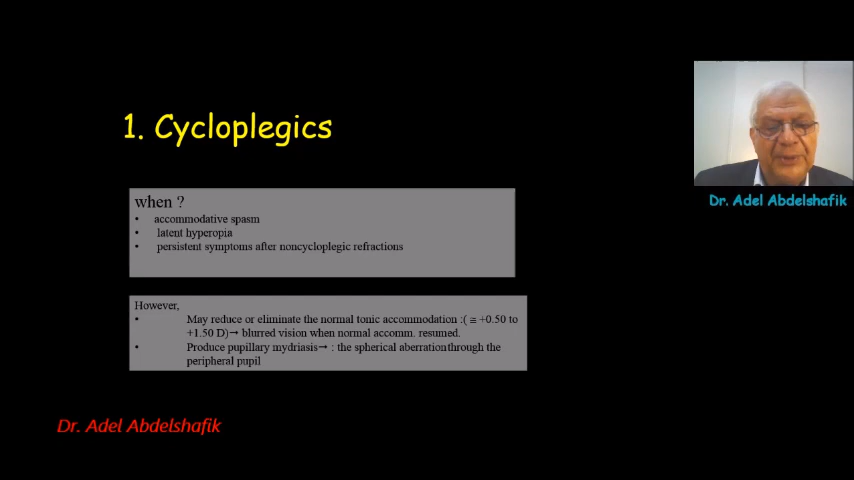 1. Cycloplegics
Dr. Adel Abdelshafik
when ?
• accommodative spasm
• latent hyperopia
• persistent symptoms after noncycloplegic refractions
However,
• May reduce or eliminate the normal tonic accommodation :( ≅ +0.50 to
+1.50 D)→ blurred vision when normal accomm. resumed.
• Produce pupillary mydriasis→ : the spherical aberrationthrough the
peripheral pupil
Dr. Adel Abdelshafik